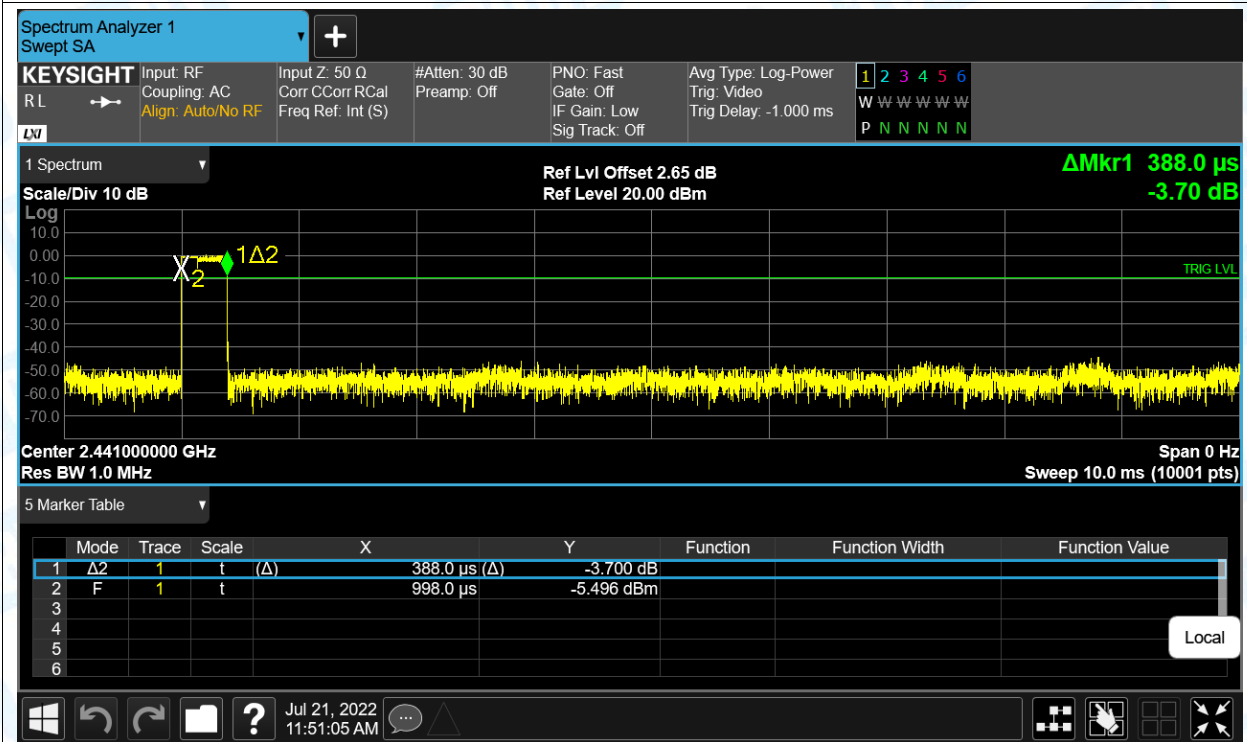 Spectrum Analyzer 1
Swept SA
KEYSIGHT
R L
LXI
Input: RF
Coupling: AC
Align: Auto/No RF
Input Z: 50 Ω
Corr CCorr RCal
Freq Ref: Int (S)
#Atten: 30 dB
Preamp: Off
PNO: Fast
Gate: Off
IF Gain: Low
Sig Track: Off
Avg Type: Log-Power
Trig: Video
Trig Delay: -1.000 ms
1 2 3 4 5 6
W W W W W W
P N N N N N
1 Spectrum
Scale/Div 10 dB
Ref Lvl Offset 2.65 dB
Ref Level 20.00 dBm
ΔMkr1 388.0 µs
-3.70 dB
Log
10.0
0.00
-10.0
-20.0
-30.0
-40.0
-50.0
-60.0
-70.0
X2
1Δ2
TRIG LVL
Center 2.441000000 GHz
Res BW 1.0 MHz
Span 0 Hz
Sweep 10.0 ms (10001 pts)
5 Marker Table
Mode Trace Scale X Y Function Function Width Function Value
1 Δ2 1 t (Δ) 388.0 µs (Δ) -3.700 dB
2 F 1 t 998.0 µs -5.496 dBm
3
4
5
6
Local
?
Jul 21, 2022
11:51:05 AM